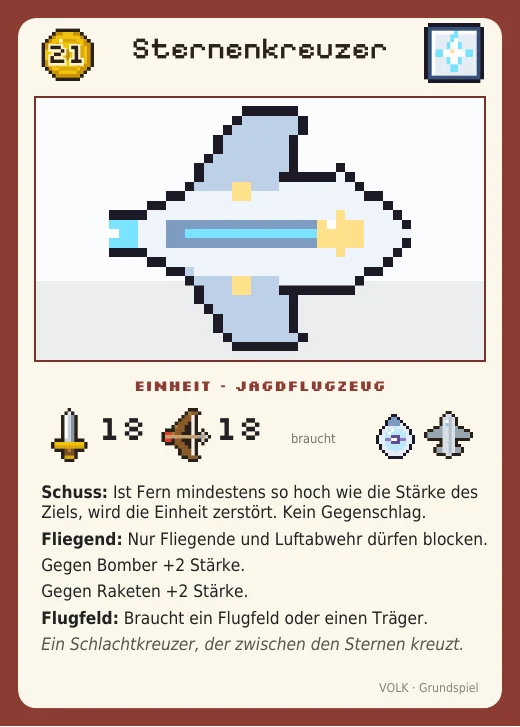 21
Sternenkreuzer
EINHEIT - JAGDFLUGZEUG
18 18 braucht
Schuss: Ist Fern mindestens so hoch wie die Stärke des
Ziels, wird die Einheit zerstört. Kein Gegenschlag.
Fliegend: Nur Fliegende und Luftabwehr dürfen blocken.
Gegen Bomber +2 Stärke.
Gegen Raketen +2 Stärke.
Flugfeld: Braucht ein Flugfeld oder einen Träger.
Ein Schlachtkreuzer, der zwischen den Sternen kreuzt.
VOLK · Grundspiel